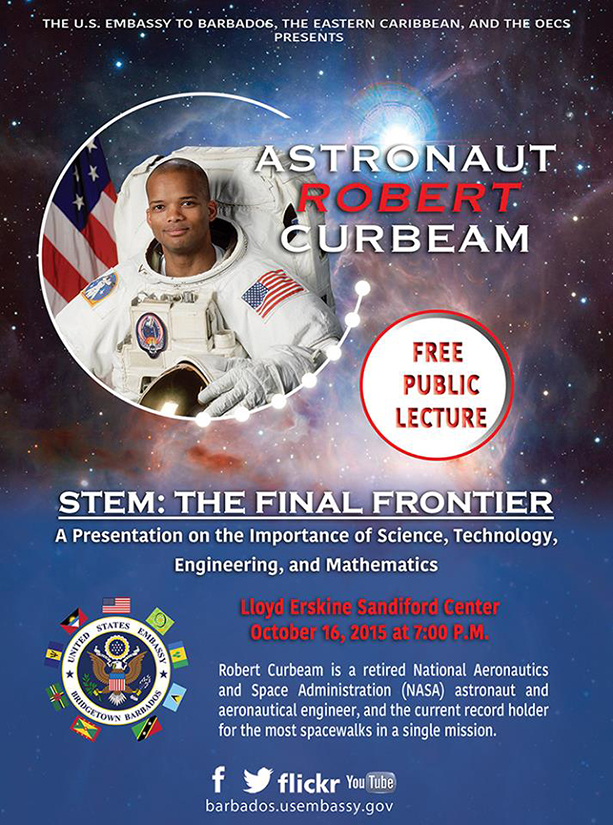 THE U.S. EMBASSY TO BARBADOS, THE EASTERN CARIBBEAN, AND THE OECS
PRESENTS
ASTRONAUT
ROBERT
CURBEAM
FREE
PUBLIC
LECTURE
STEM: THE FINAL FRONTIER
A Presentation on the Importance of Science, Technology,
Engineering, and Mathematics
Lloyd Erskine Sandiford Center
October 16, 2015 at 7:00 P.M.
UNITED STATES EMBASSY
BRIDGETOWN BARBADOS
Robert Curbeam is a retired National Aeronautics
and Space Administration (NASA) astronaut and
aeronautical engineer, and the current record holder
for the most spacewalks in a single mission.
f flickr YouTube
barbados.usembassy.gov